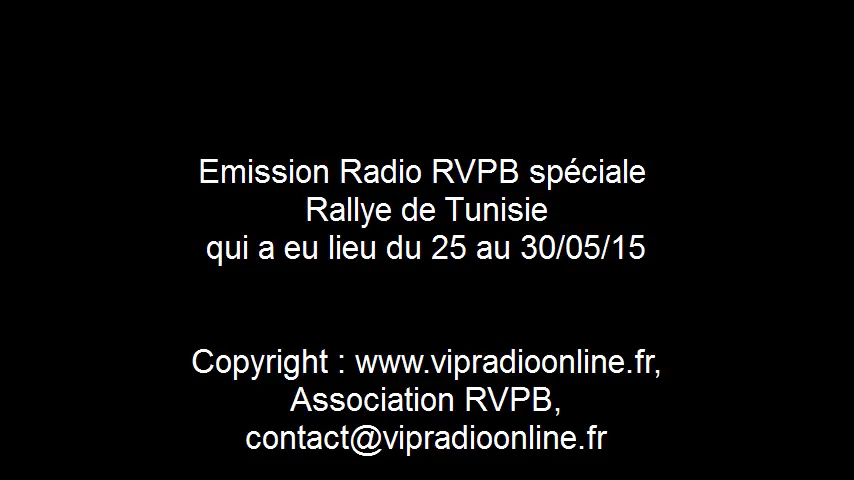 Emission Radio RVPB spéciale
Rallye de Tunisie
qui a eu lieu du 25 au 30/05/15
Copyright : www.vipradioonline.fr,
Association RVPB,
contact@vipradioonline.fr